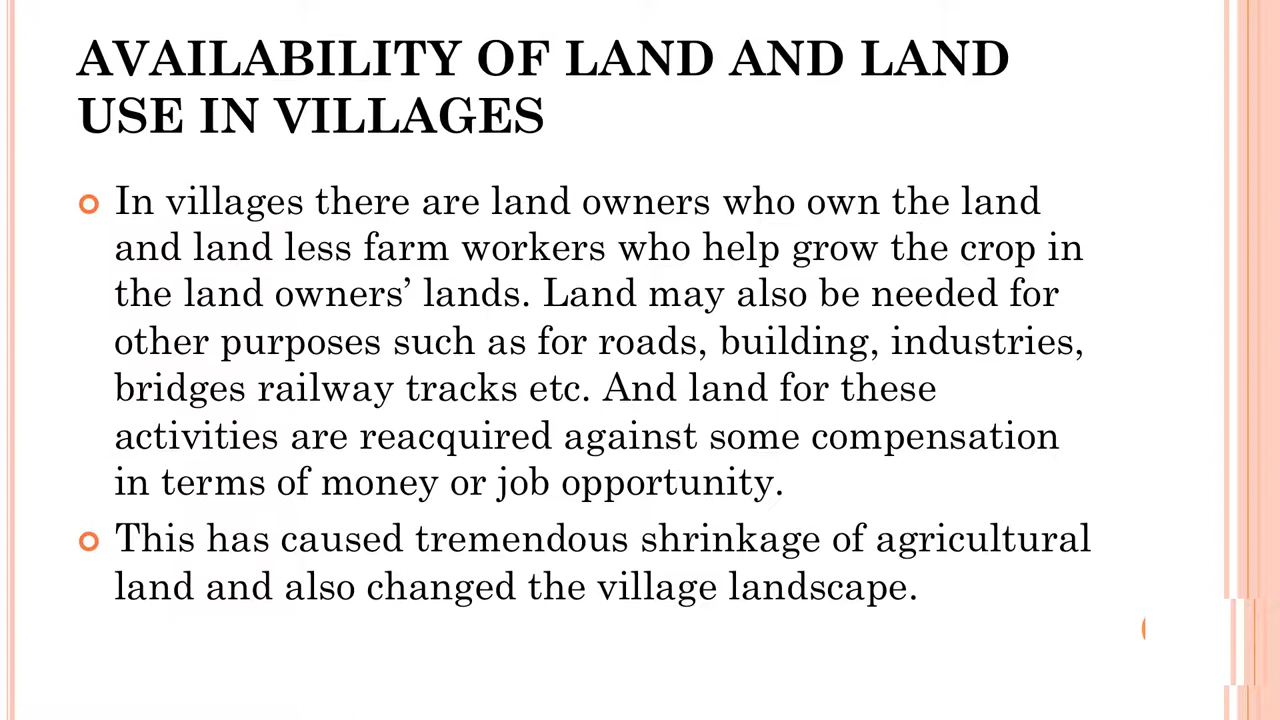 AVAILABILITY OF LAND AND LAND
USE IN VILLAGES
In villages there are land owners who own the land
and land less farm workers who help grow the crop in
the land owners’ lands. Land may also be needed for
other purposes such as for roads, building, industries,
bridges railway tracks etc. And land for these
activities are reacquired against some compensation
in terms of money or job opportunity.
This has caused tremendous shrinkage of agricultural
land and also changed the village landscape.